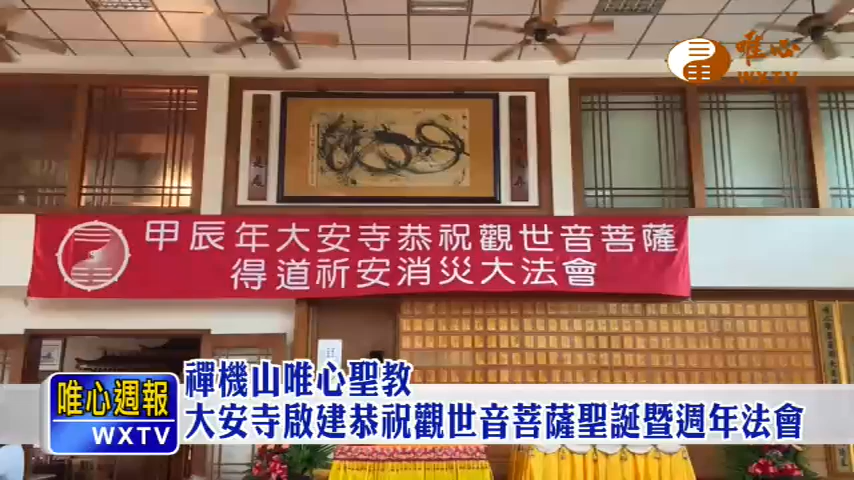 唯心
WXTV
甲辰年大安寺恭祝觀世音菩薩
得道祈安消災大法會
禪機山唯心聖教
唯心週報
WXTV
大安寺啟建恭祝觀世音菩薩聖誕暨週年法會